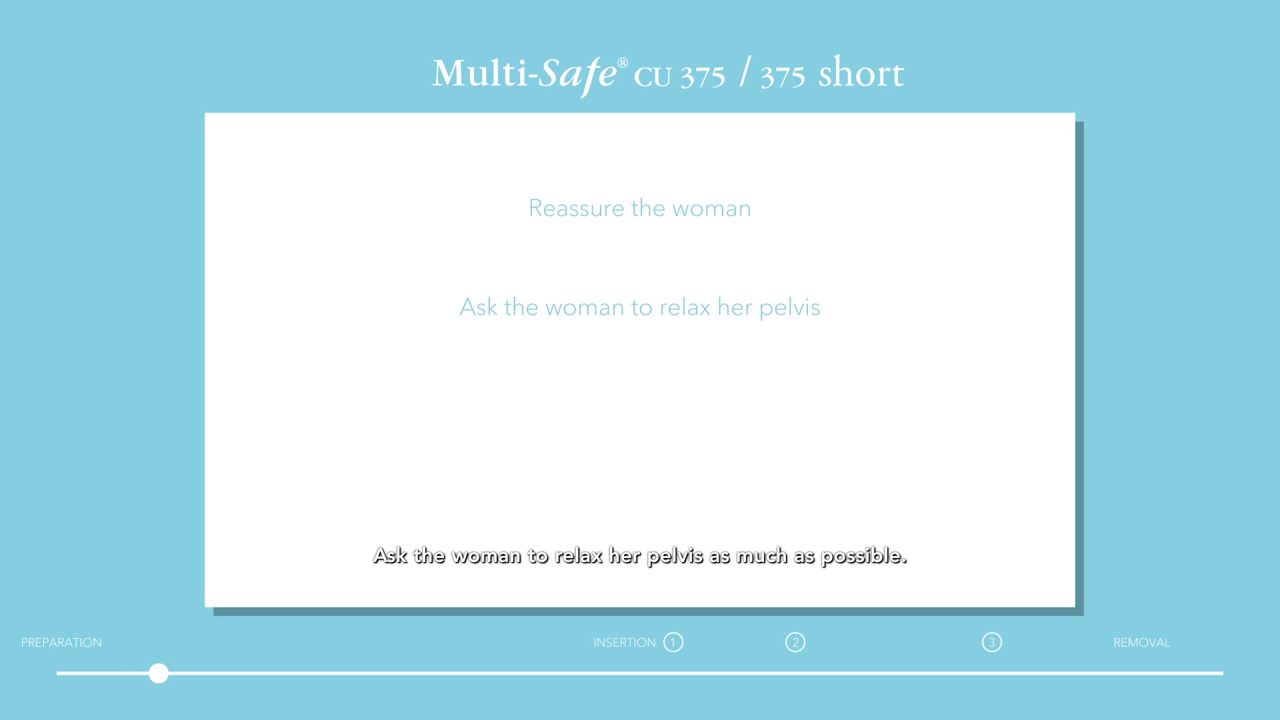 Multi-Safe® CU 375 / 375 short
Reassure the woman
Ask the woman to relax her pelvis
Ask the woman to relax her pelvis as much as possible.
PREPARATION INSERTION 1 2 3 REMOVAL